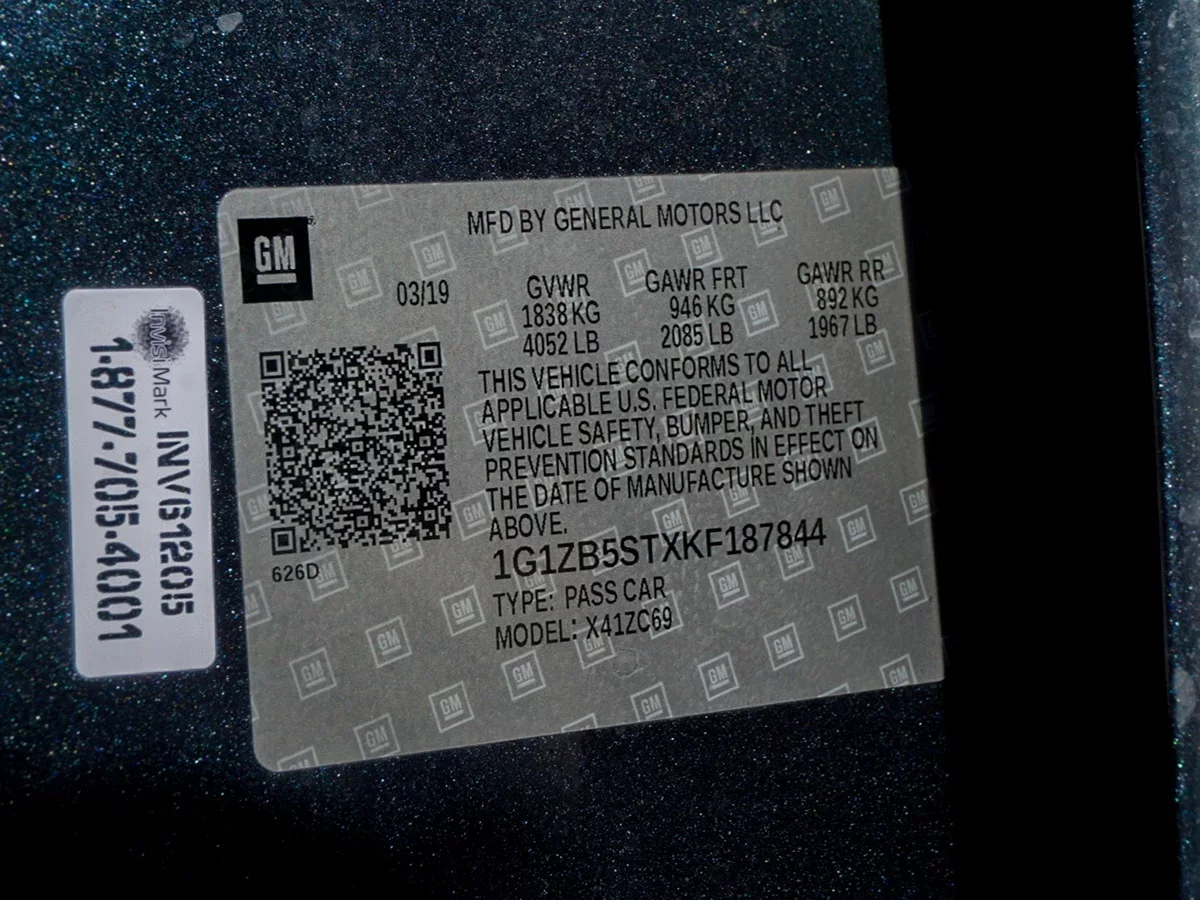 InvisiMark INV61205
1-877-705-4001
GM
MFD BY GENERAL MOTORS LLC
03/19
GVWR GAWR FRT GAWR RR
1838 KG 946 KG 892 KG
4052 LB 2085 LB 1967 LB
THIS VEHICLE CONFORMS TO ALL
APPLICABLE U.S. FEDERAL MOTOR
VEHICLE SAFETY, BUMPER, AND THEFT
PREVENTION STANDARDS IN EFFECT ON
THE DATE OF MANUFACTURE SHOWN
ABOVE.
1G1ZB5STXKF187844
626D
TYPE: PASS CAR
MODEL: X41ZC69